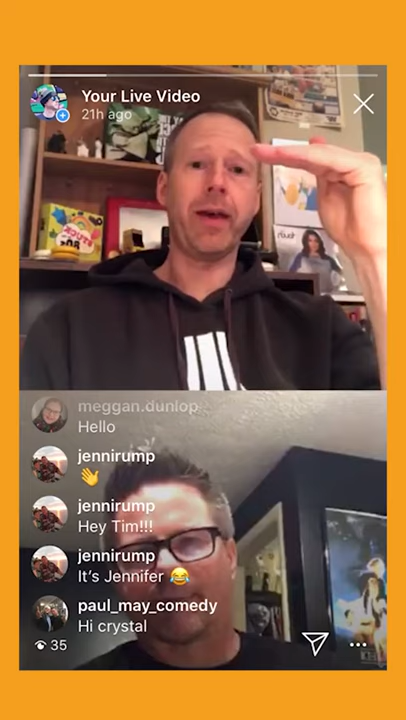 Your Live Video
21h ago
meggan.dunlop
Hello
jennirump
👋
jennirump
Hey Tim!!!
jennirump
It's Jennifer 😂
paul_may_comedy
Hi crystal
35